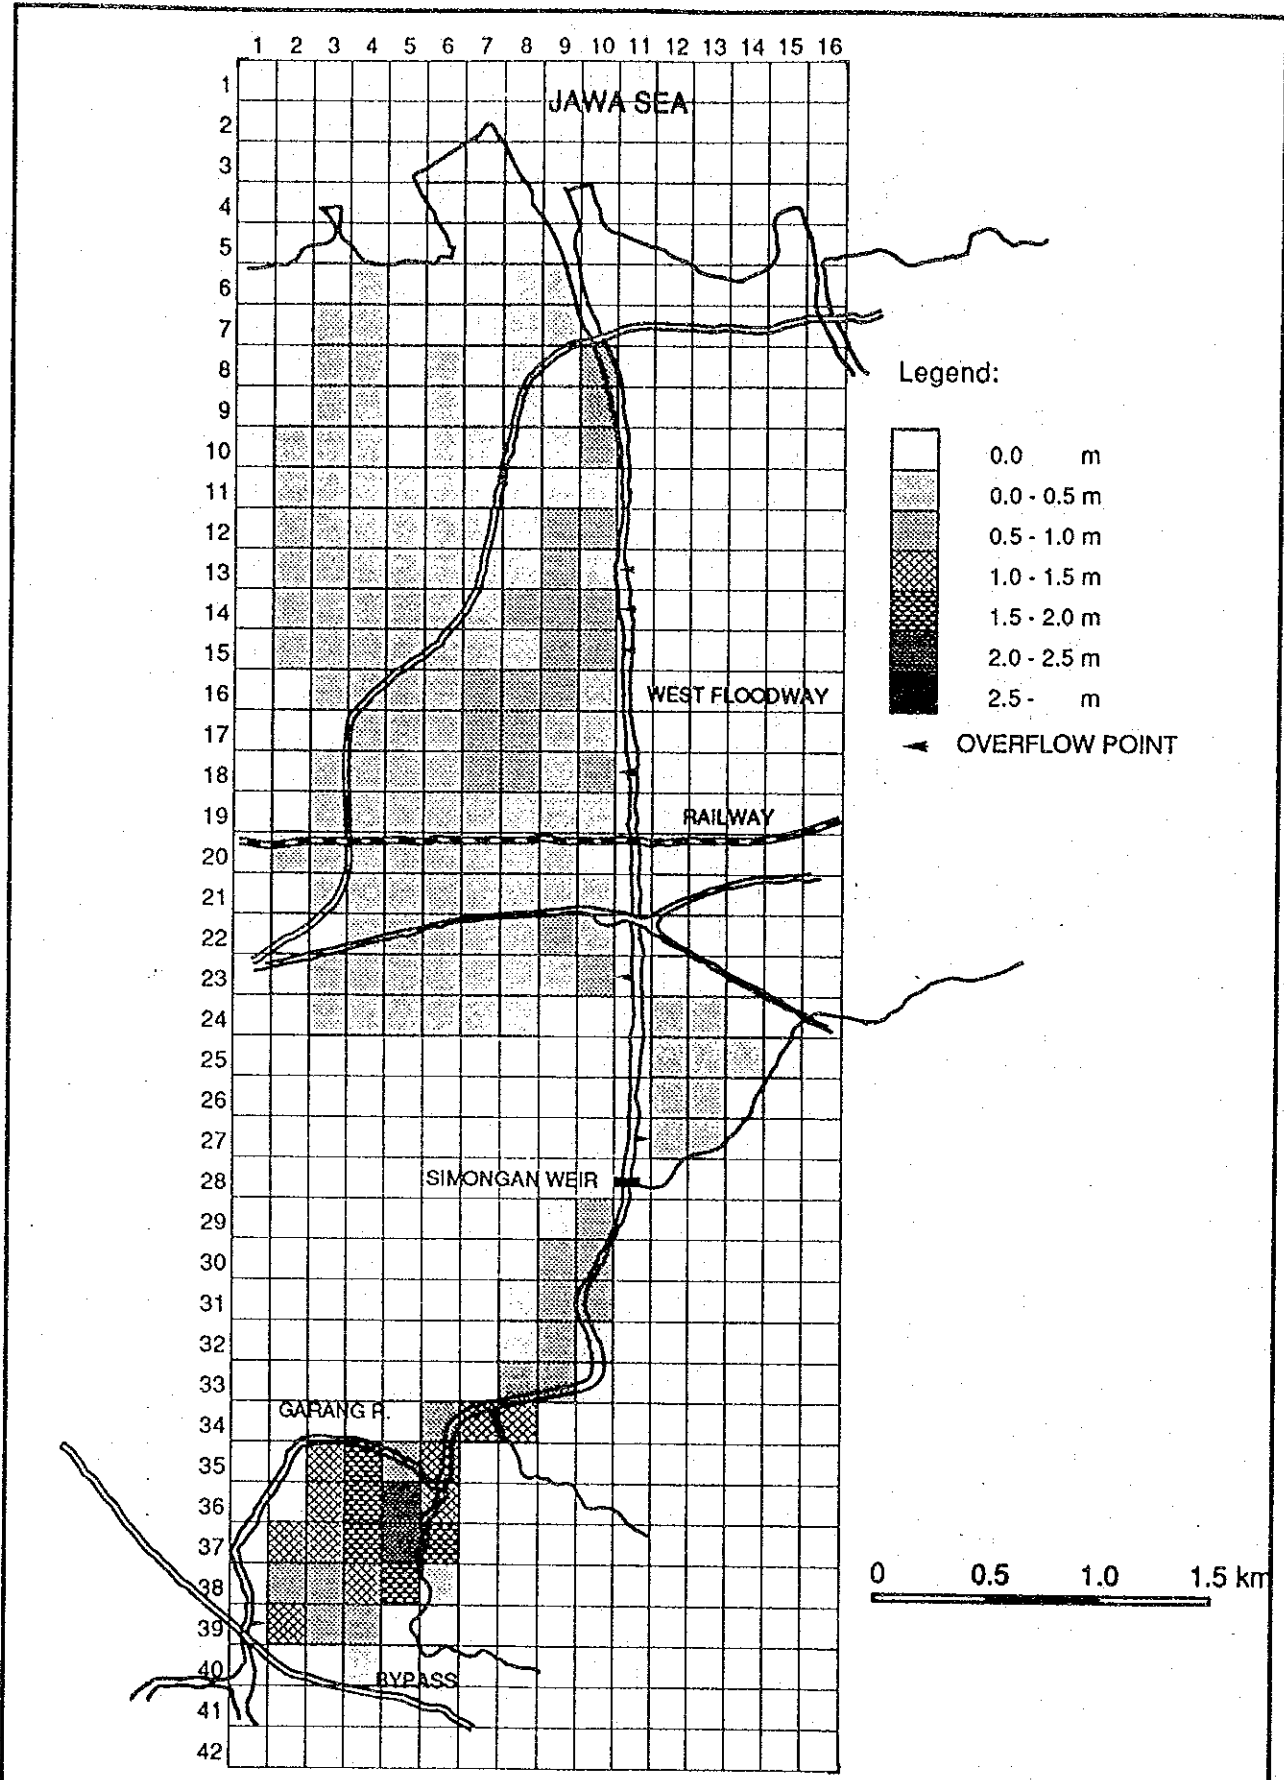 1 2 3 4 5 6 7 8 9 10 11 12 13 15 16
1
JAWA SEA
2
3
4
5
6
7
8
Legend:
9
10
0.0 m
11
0.0 - 0.5 m
12
0.5 - 1.0 m
13
1.0 - 1.5 m
14
1.5 - 2.0 m
15
2.0 - 2.5 m
16
WEST FLOODWAY
2.5 - m
17
OVERFLOW POINT
18
19
RAILWAY
20
21
22
23
24
25
26
27
28
SIMONGAN WEIR
29
30
31
32
33
GARANG R.
34
35
36
37
38
0 0.5 1.0 1.5 km
39
40
BYPASS
41
42